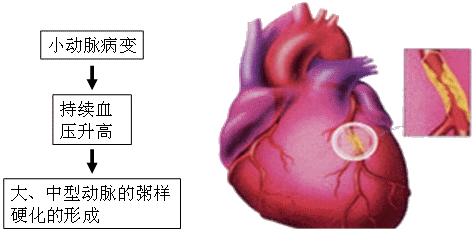 小动脉病变
持续血
压升高
大、中型动脉的粥样
硬化的形成